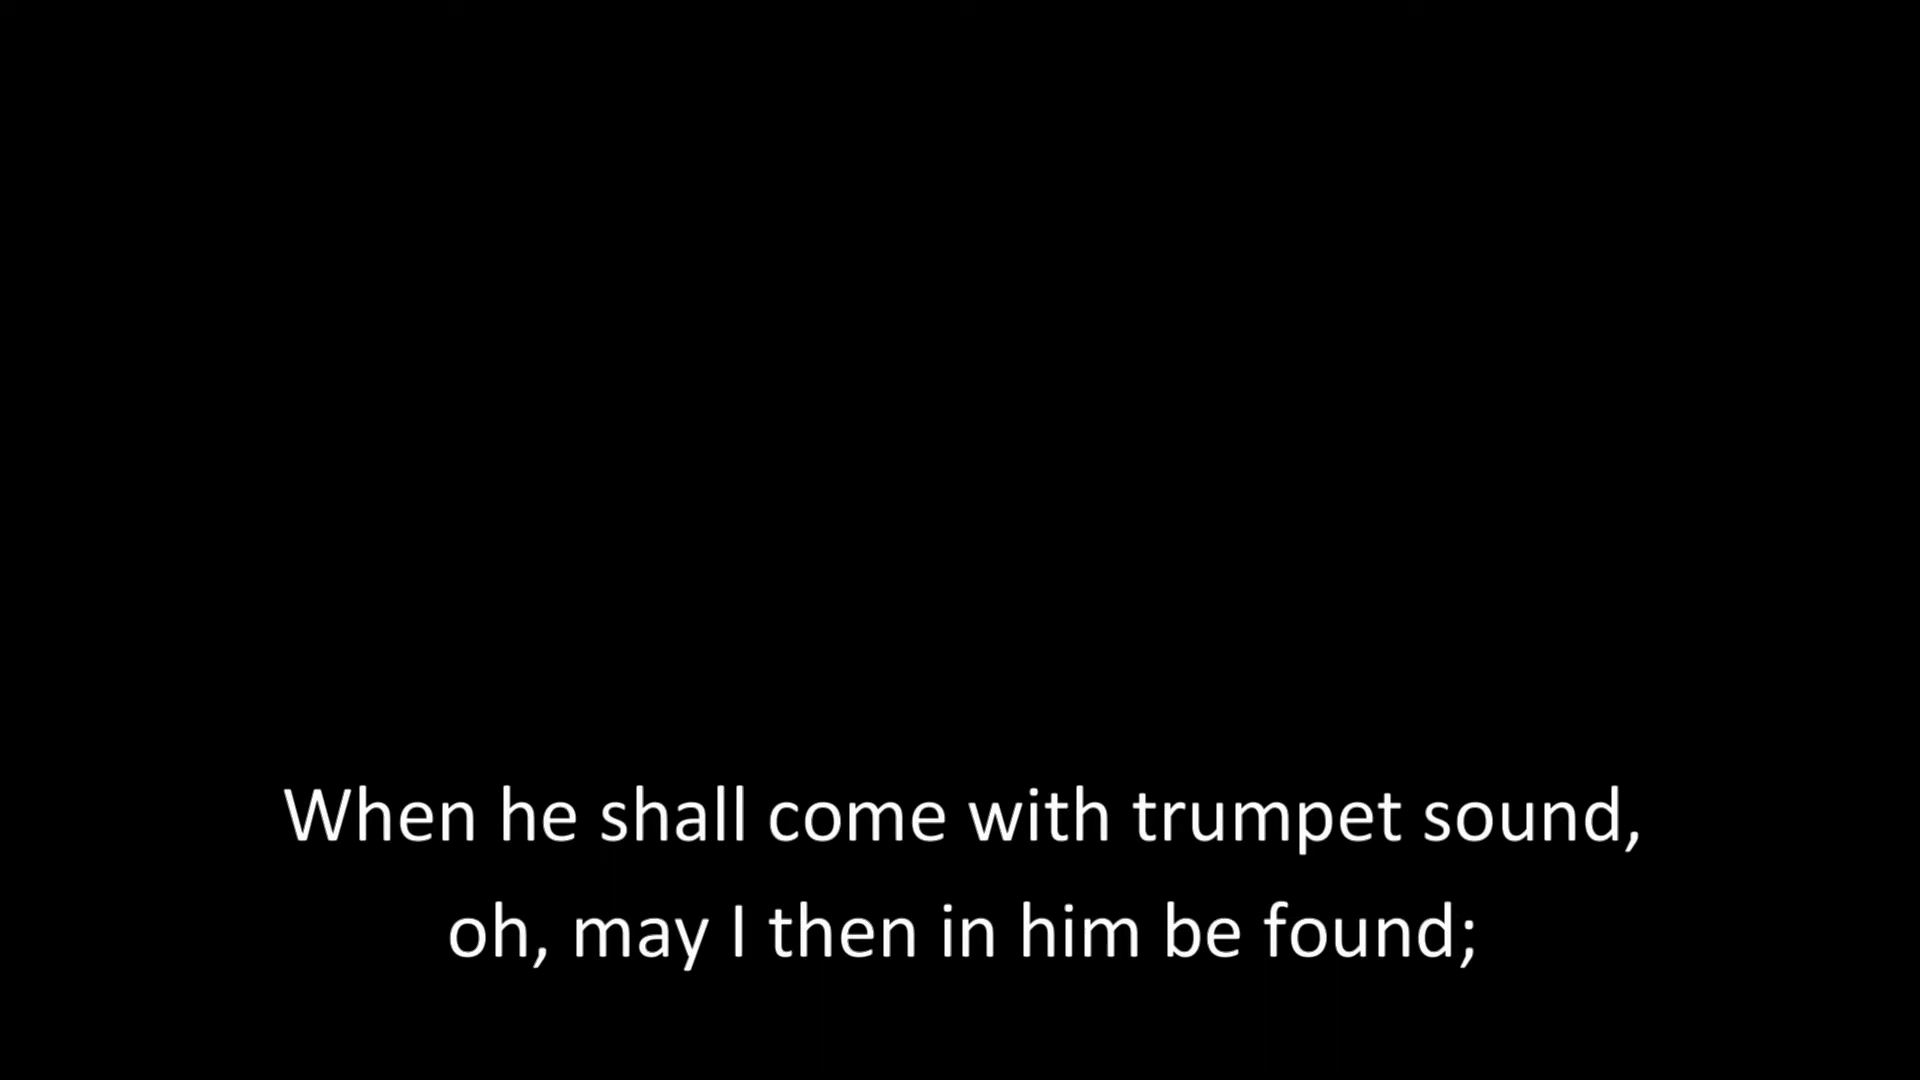 When he shall come with trumpet sound,
oh, may I then in him be found;